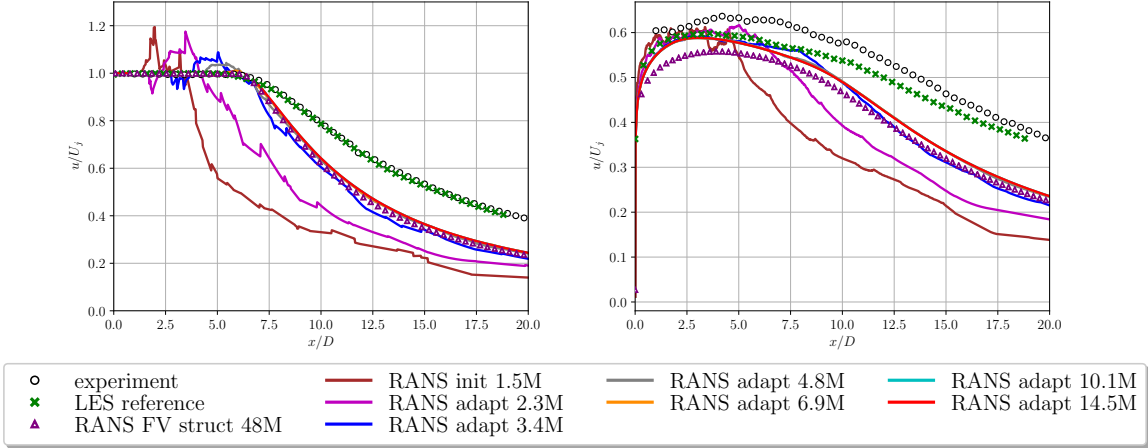 1.2
1.0
0.8
0.6
0.4
0.2
0.0
u/U_j
0.0 2.5 5.0 7.5 10.0 12.5 15.0 17.5 20.0
x/D
0.6
0.5
0.4
0.3
0.2
0.1
0.0
u/U_j
0.0 2.5 5.0 7.5 10.0 12.5 15.0 17.5 20.0
x/D
experiment RANS init 1.5M RANS adapt 4.8M RANS adapt 10.1M
LES reference RANS adapt 2.3M RANS adapt 6.9M RANS adapt 14.5M
RANS FV struct 48M RANS adapt 3.4M